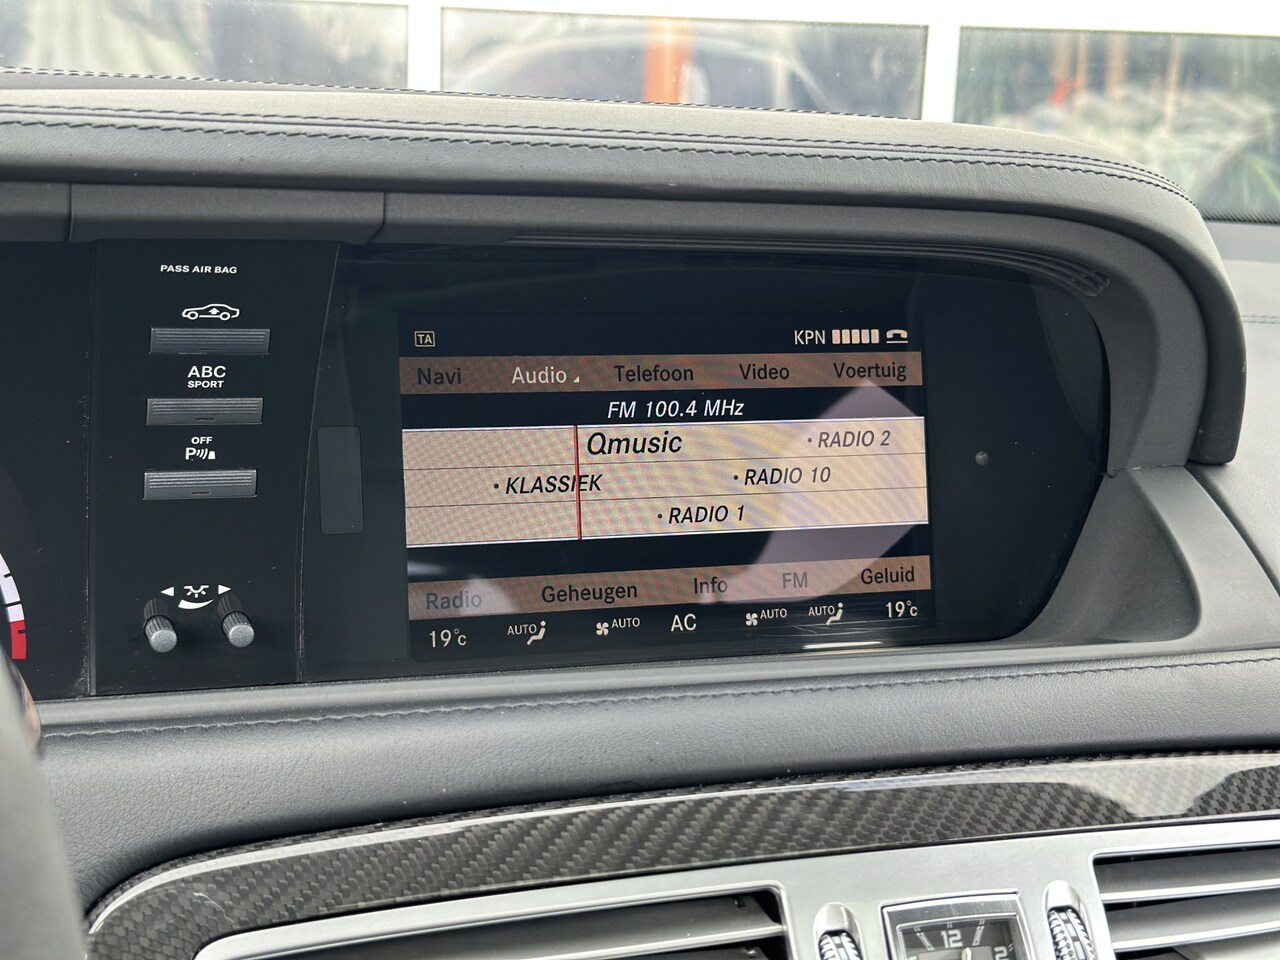 PASS AIR BAG
ABC
SPORT
OFF
P
TA
KPN
Navi Audio Telefoon Video Voertuig
FM 100.4 MHz
Qmusic • RADIO 2
• KLASSIEK • RADIO 10
• RADIO 1
Radio Geheugen Info FM Geluid
19°C AUTO AUTO AC AUTO AUTO 19°C
12